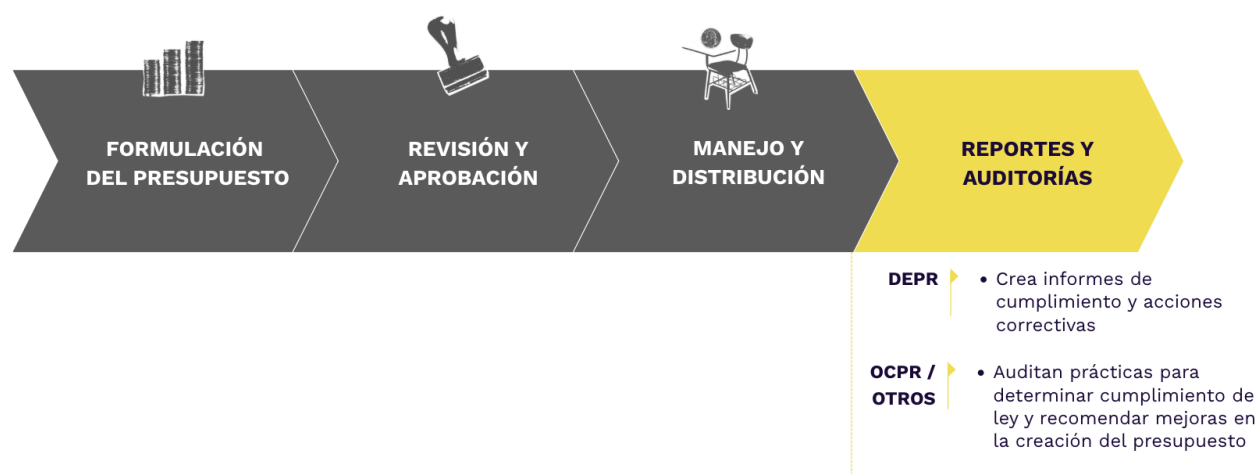 FORMULACIÓN
DEL PRESUPUESTO
REVISIÓN Y
APROBACIÓN
MANEJO Y
DISTRIBUCIÓN
REPORTES Y
AUDITORÍAS
DEPR
• Crea informes de
cumplimiento y acciones
correctivas
OCPR /
OTROS
• Auditan prácticas para
determinar cumplimiento de
ley y recomendar mejoras en
la creación del presupuesto